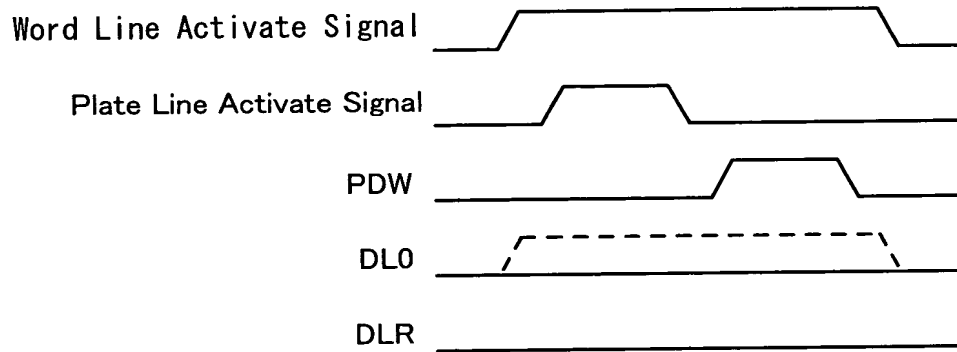 Word Line Activate Signal
Plate Line Activate Signal
PDW
DL0
DLR